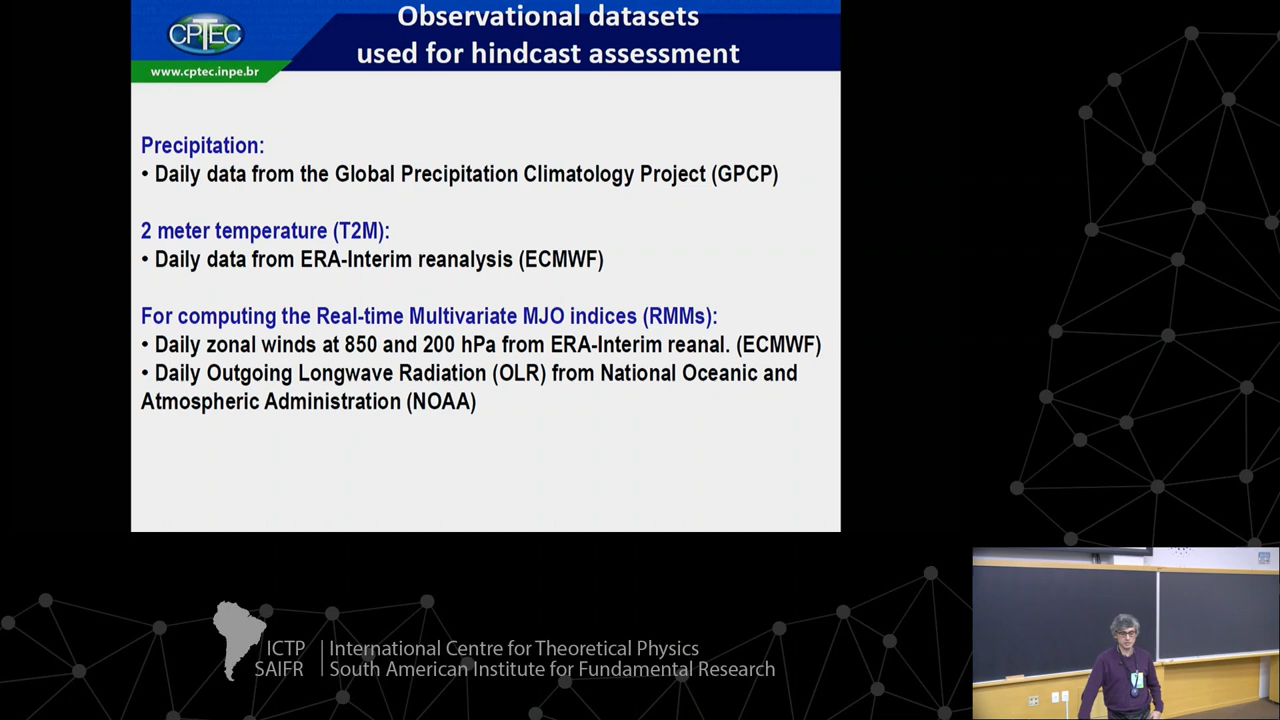 Observational datasets
used for hindcast assessment
CPTEC
www.cptec.inpe.br
Precipitation:
• Daily data from the Global Precipitation Climatology Project (GPCP)
2 meter temperature (T2M):
• Daily data from ERA-Interim reanalysis (ECMWF)
For computing the Real-time Multivariate MJO indices (RMMs):
• Daily zonal winds at 850 and 200 hPa from ERA-Interim reanal. (ECMWF)
• Daily Outgoing Longwave Radiation (OLR) from National Oceanic and
Atmospheric Administration (NOAA)
ICTP | International Centre for Theoretical Physics
SAIFR | South American Institute for Fundamental Research